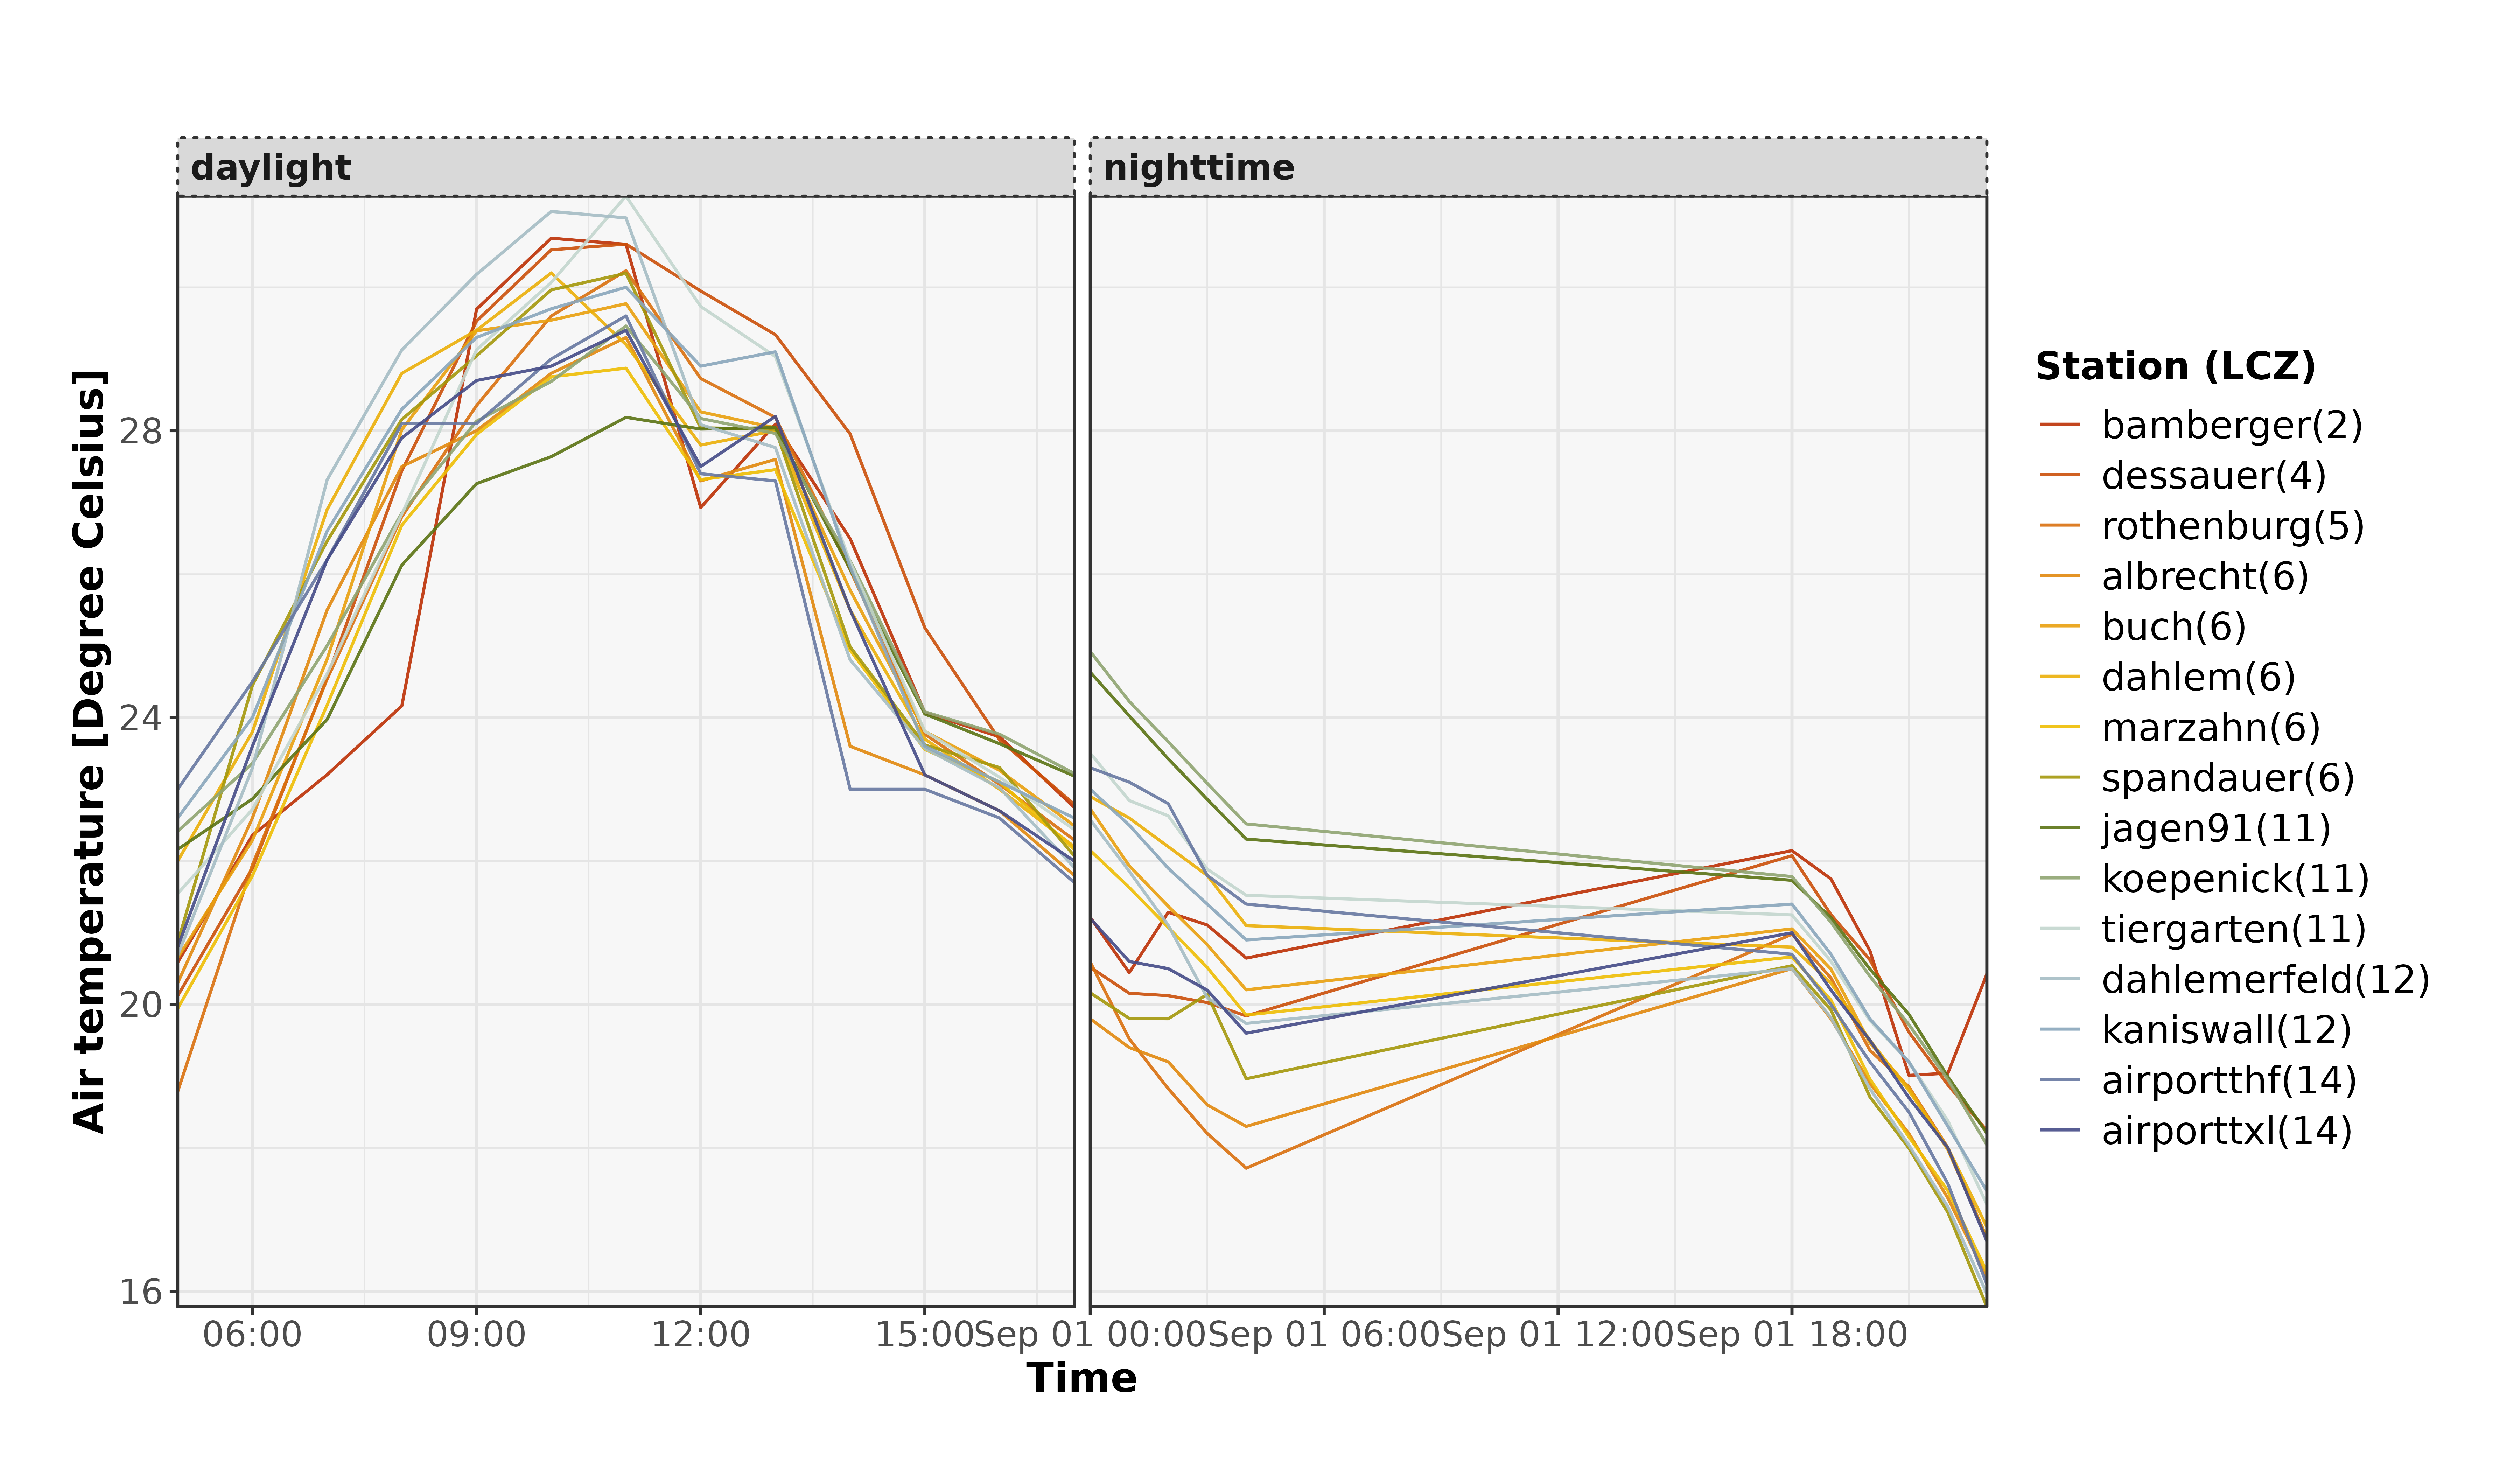 daylight
nighttime
Air temperature [Degree Celsius]
28
24
20
16
06:00
09:00
12:00
15:00
Sep 01 00:00
Sep 01 06:00
Sep 01 12:00
Sep 01 18:00
Time
Station (LCZ)
bamberger(2)
dessauer(4)
rothenburg(5)
albrecht(6)
buch(6)
dahlem(6)
marzahn(6)
spandauer(6)
jagen91(11)
koepenick(11)
tiergarten(11)
dahlemerfeld(12)
kaniswall(12)
airportthf(14)
airporttxl(14)